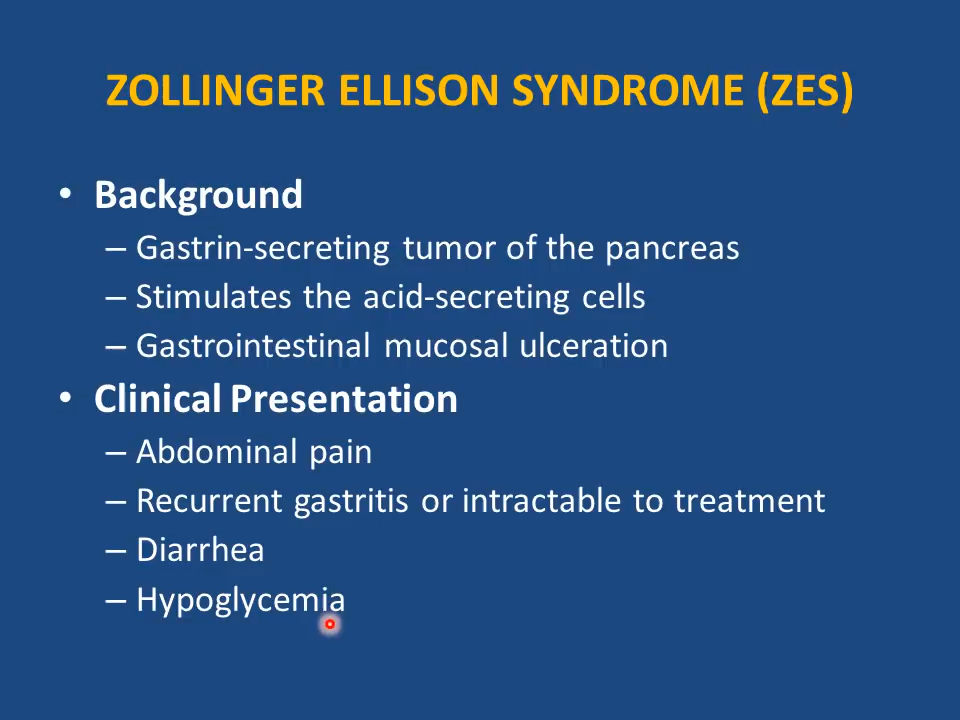 ZOLLINGER ELLISON SYNDROME (ZES)
• Background
– Gastrin-secreting tumor of the pancreas
– Stimulates the acid-secreting cells
– Gastrointestinal mucosal ulceration
• Clinical Presentation
– Abdominal pain
– Recurrent gastritis or intractable to treatment
– Diarrhea
– Hypoglycemia